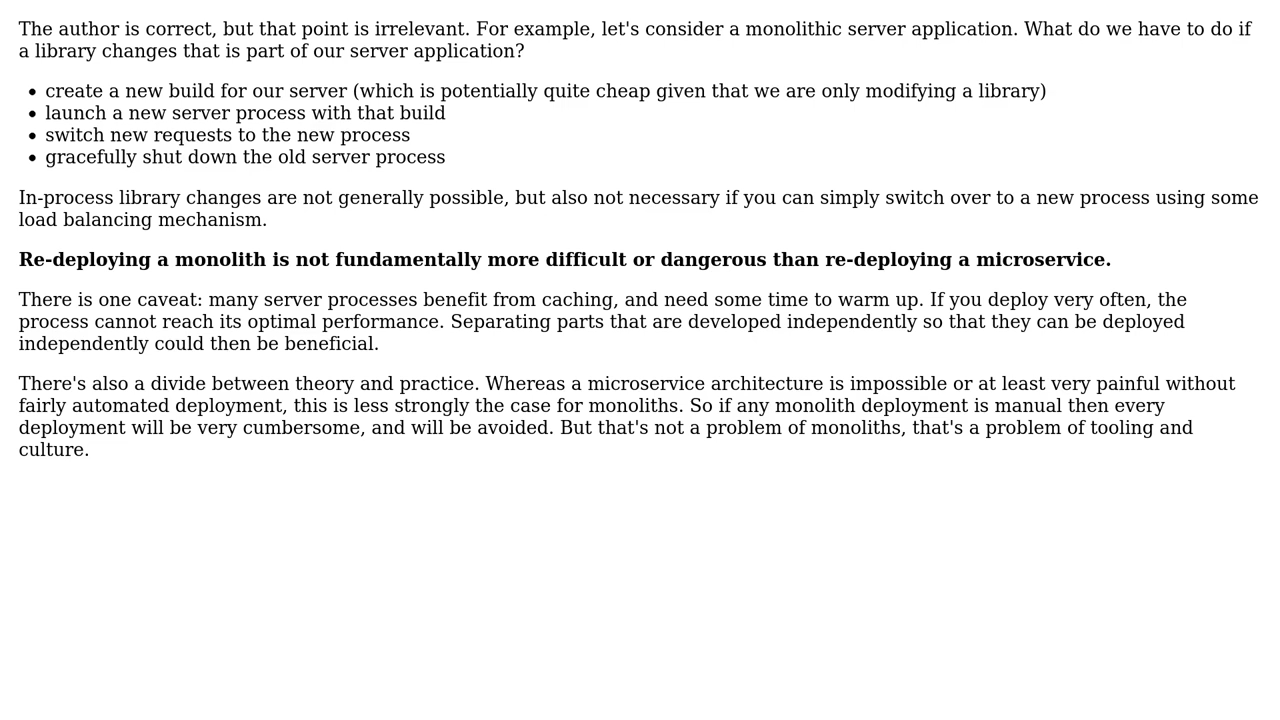 The author is correct, but that point is irrelevant. For example, let's consider a monolithic server application. What do we have to do if
a library changes that is part of our server application?
• create a new build for our server (which is potentially quite cheap given that we are only modifying a library)
• launch a new server process with that build
• switch new requests to the new process
• gracefully shut down the old server process
In-process library changes are not generally possible, but also not necessary if you can simply switch over to a new process using some
load balancing mechanism.
Re-deploying a monolith is not fundamentally more difficult or dangerous than re-deploying a microservice.
There is one caveat: many server processes benefit from caching, and need some time to warm up. If you deploy very often, the
process cannot reach its optimal performance. Separating parts that are developed independently so that they can be deployed
independently could then be beneficial.
There's also a divide between theory and practice. Whereas a microservice architecture is impossible or at least very painful without
fairly automated deployment, this is less strongly the case for monoliths. So if any monolith deployment is manual then every
deployment will be very cumbersome, and will be avoided. But that's not a problem of monoliths, that's a problem of tooling and
culture.